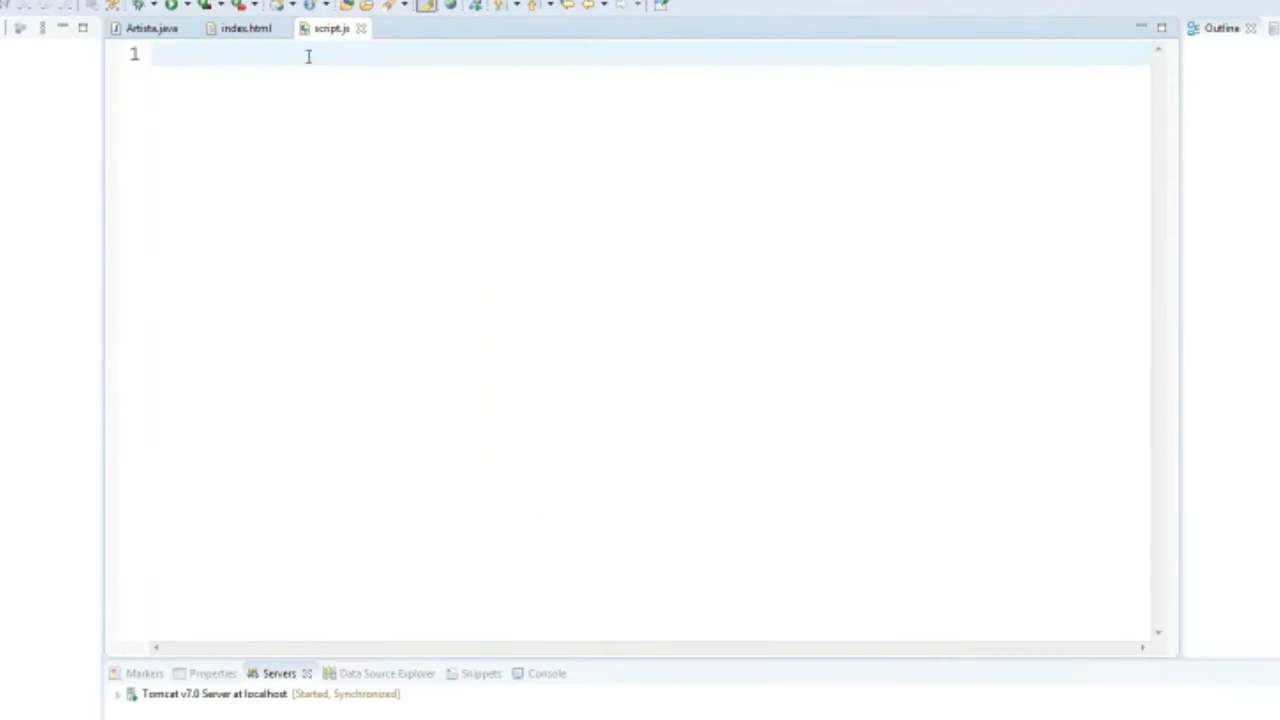 Artista.java index.html script.js Outline
1
Markers Properties Servers Data Source Explorer Snippets Console
Tomcat v7.0 Server at localhost [Started, Synchronized]